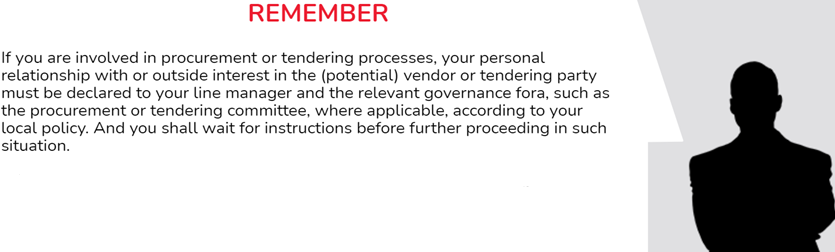 REMEMBER
If you are involved in procurement or tendering processes, your personal
relationship with or outside interest in the (potential) vendor or tendering party
must be declared to your line manager and the relevant governance fora, such as
the procurement or tendering committee, where applicable, according to your
local policy. And you shall wait for instructions before further proceeding in such
situation.